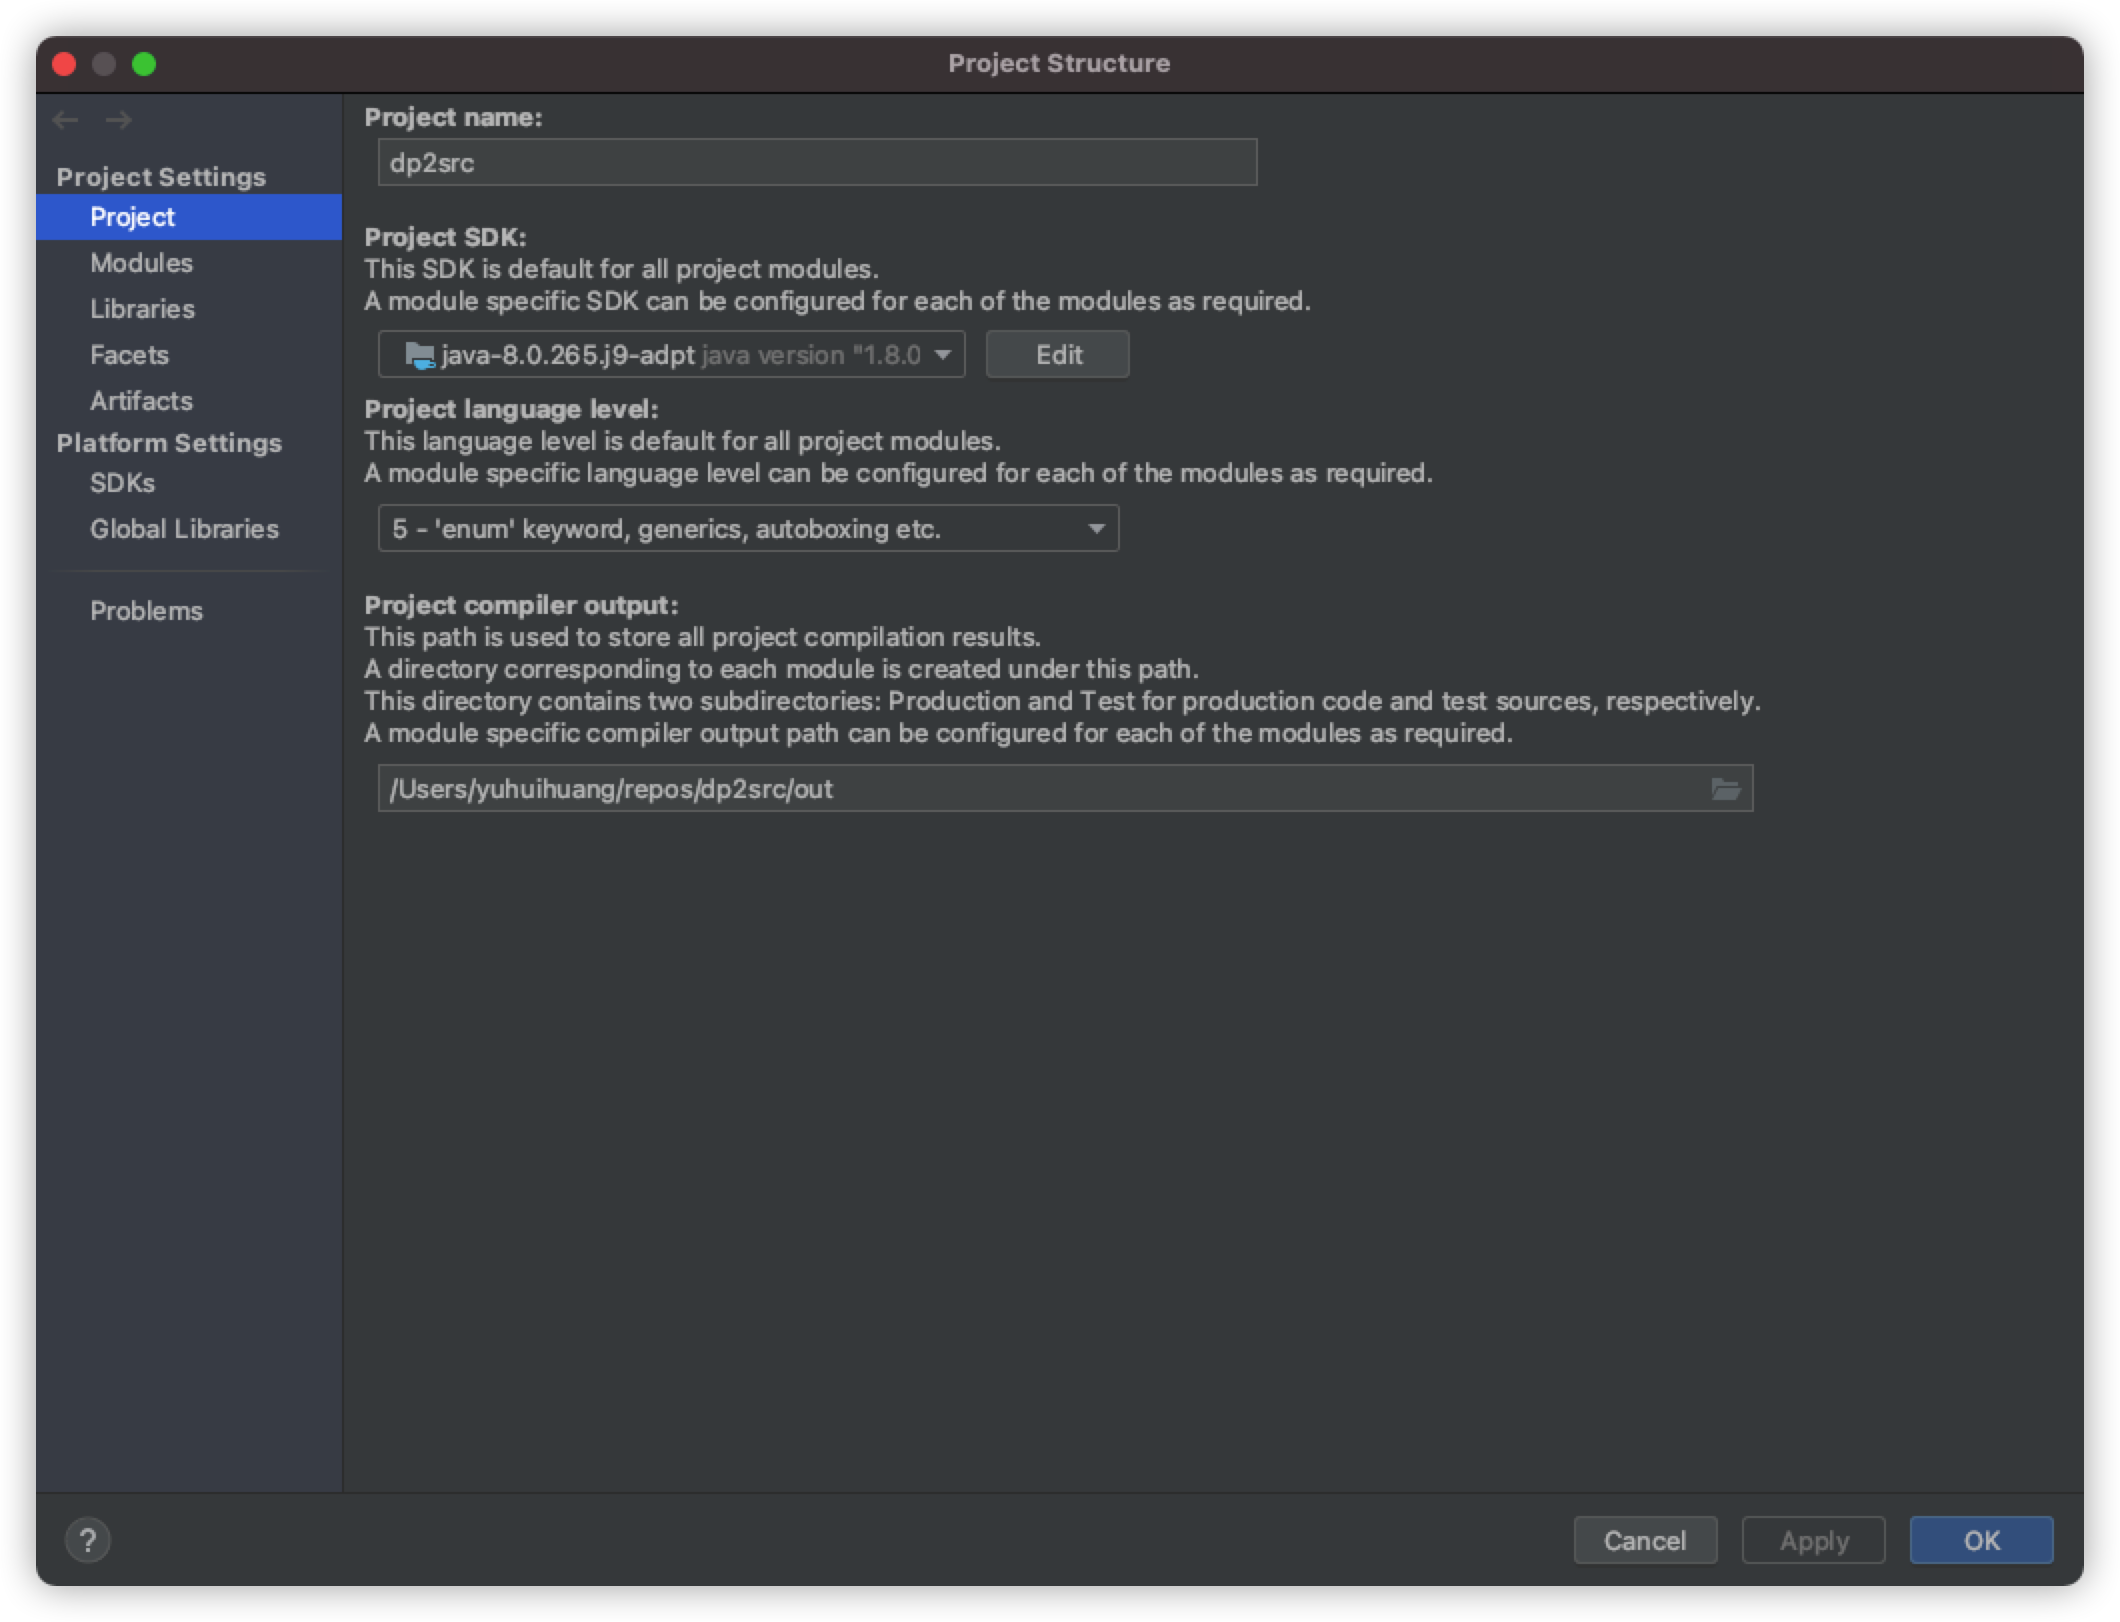 Project Structure
Project Settings
Project
Modules
Libraries
Facets
Artifacts
Platform Settings
SDKs
Global Libraries
Problems
Project name:
dp2src
Project SDK:
This SDK is default for all project modules.
A module specific SDK can be configured for each of the modules as required.
java-8.0.265.j9-adpt java version "1.8.0
Edit
Project language level:
This language level is default for all project modules.
A module specific language level can be configured for each of the modules as required.
5 - 'enum' keyword, generics, autoboxing etc.
Project compiler output:
This path is used to store all project compilation results.
A directory corresponding to each module is created under this path.
This directory contains two subdirectories: Production and Test for production code and test sources, respectively.
A module specific compiler output path can be configured for each of the modules as required.
/Users/yuhuihuang/repos/dp2src/out
?
Cancel
Apply
OK